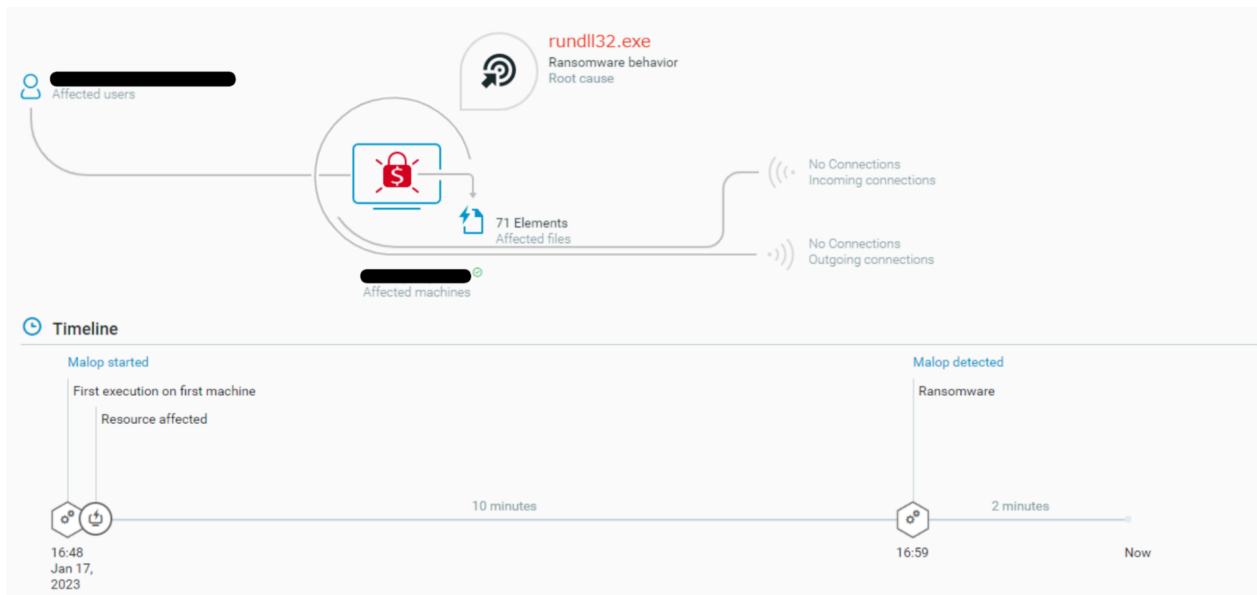 rundll32.exe
Ransomware behavior
Root cause
Affected users
No Connections
Incoming connections
71 Elements
Affected files
No Connections
Outgoing connections
Affected machines
Timeline
Malop started
Malop detected
First execution on first machine
Ransomware
Resource affected
10 minutes
2 minutes
16:48
Jan 17,
2023
16:59
Now